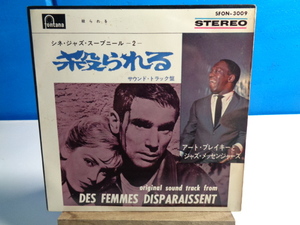 fontana
殺られる
SFON-3009
STEREO
シネ・ジャズ・スーブニール -2-
殺られる
サウンド・トラック盤
アート・ブレイキーと
ジャズ・メッセンジャーズ
original sound track from
DES FEMMES DISPARAISSENT